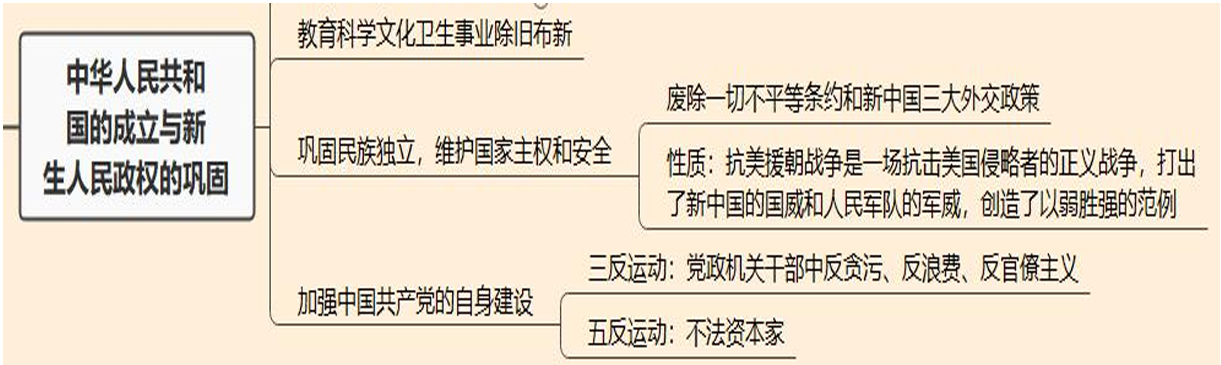 中华人民共和
国的成立与新
生人民政权的巩固
教育科学文化卫生事业除旧布新
巩固民族独立，维护国家主权和安全
废除一切不平等条约和新中国三大外交政策
性质：抗美援朝战争是一场抗击美国侵略者的正义战争，打出
了新中国的国威和人民军队的军威，创造了以弱胜强的范例
加强中国共产党的自身建设
三反运动：党政机关干部中反贪污、反浪费、反官僚主义
五反运动：不法资本家